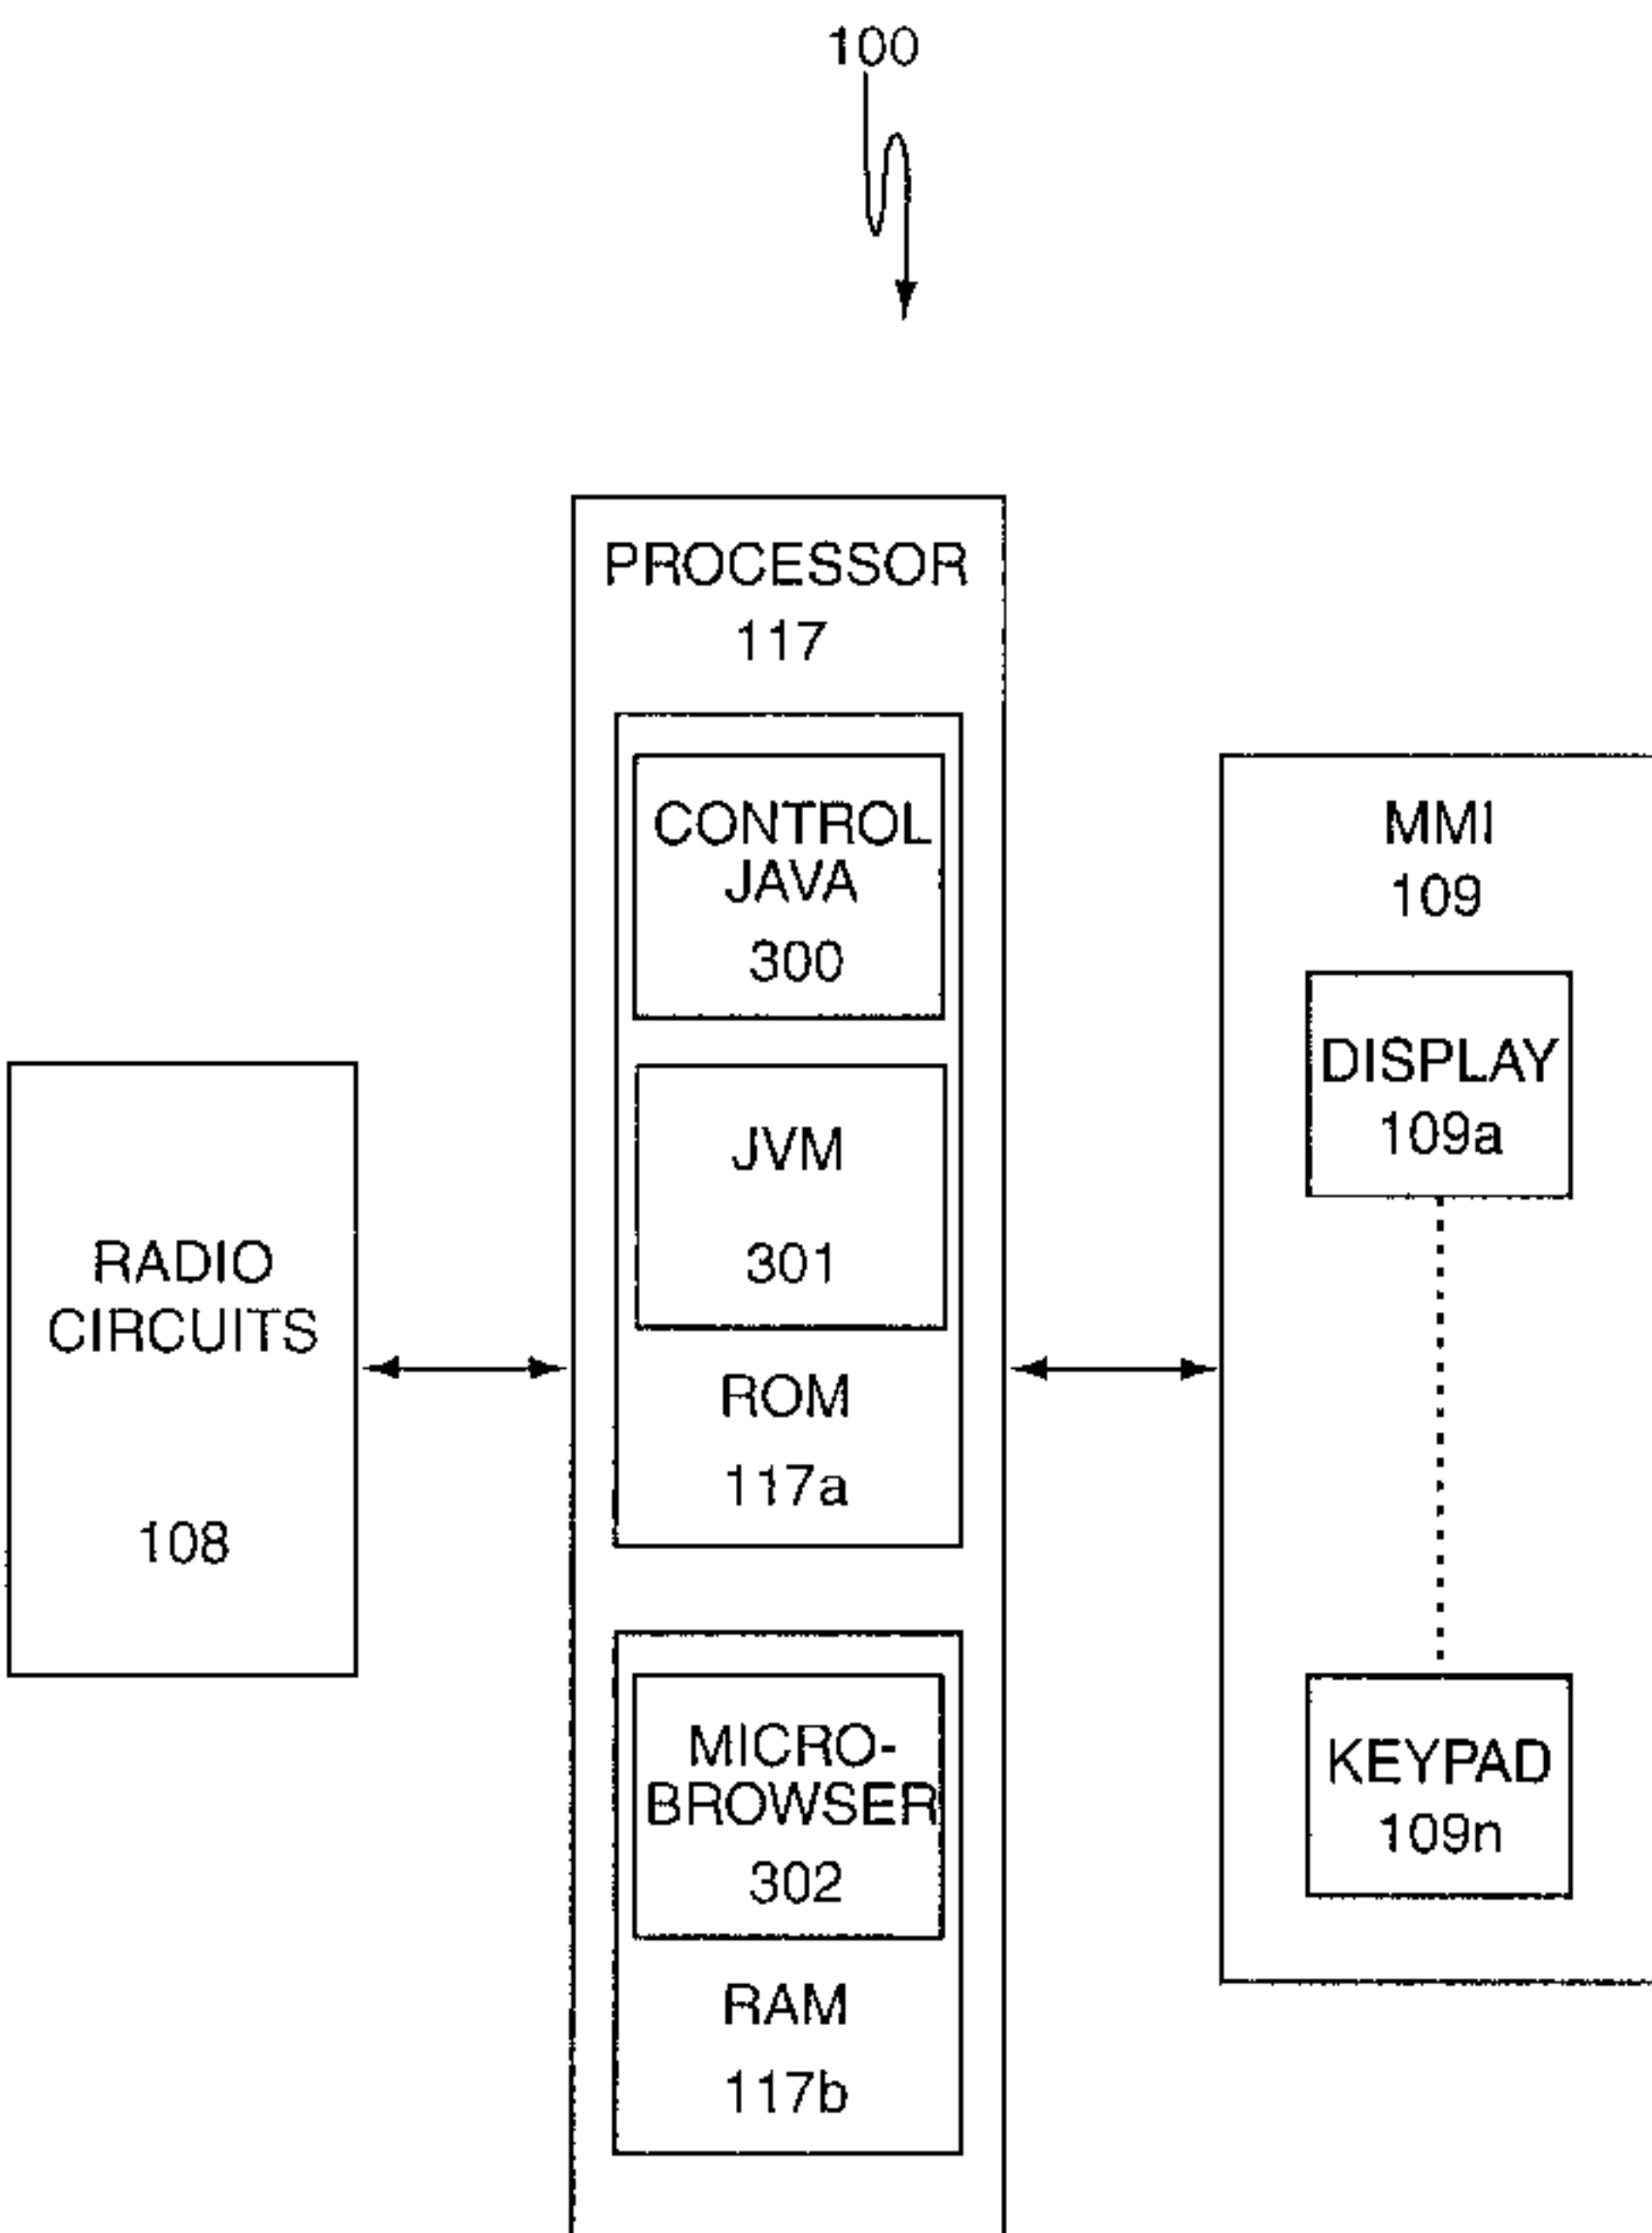 100
PROCESSOR
117
CONTROL
JAVA
300
JVM
301
ROM
117a
MICRO-
BROWSER
302
RAM
117b
RADIO
CIRCUITS
108
MMI
109
DISPLAY
109a
KEYPAD
109n